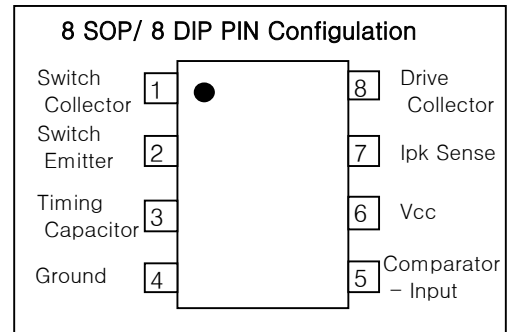 8 SOP/ 8 DIP PIN Configulation
Switch
Collector
1
8
Drive
Collector
Switch
Emitter
2
7
Ipk Sense
Timing
Capacitor
3
6
Vcc
Ground
4
5
Comparator
- Input